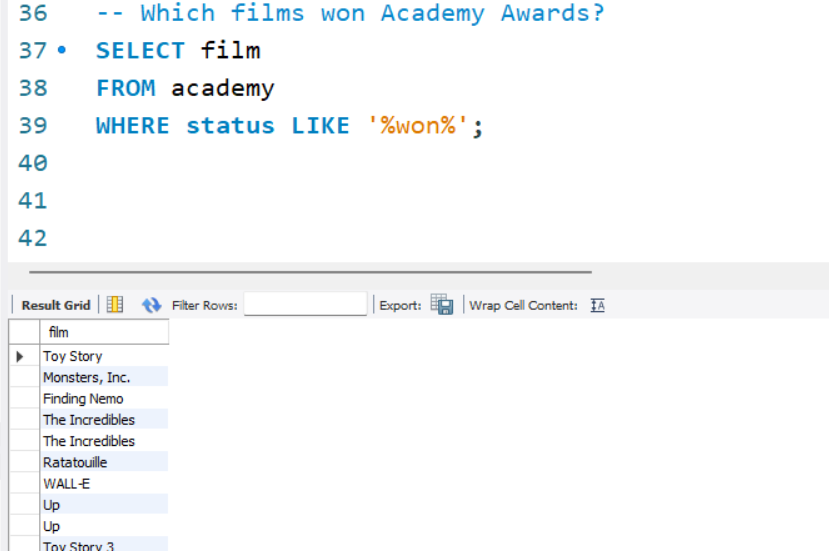 36 -- Which films won Academy Awards?
37 SELECT film
38 FROM academy
39 WHERE status LIKE '%won%';
40
41
42
Result Grid Filter Rows: Export: Wrap Cell Content: IA
film
Toy Story
Monsters, Inc.
Finding Nemo
The Incredibles
The Incredibles
Ratatouille
WALL-E
Up
Up
Toy Story 3